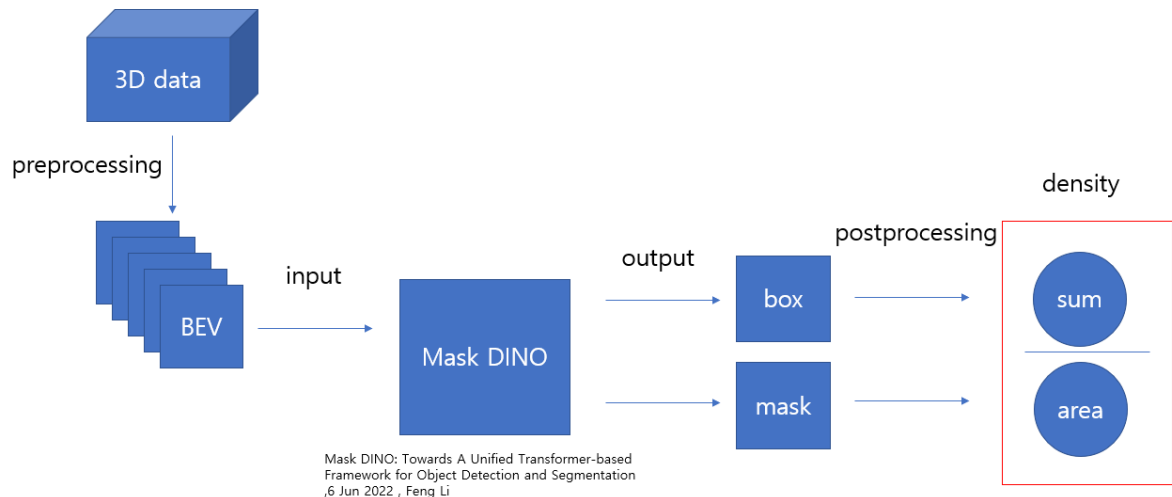 3D data
preprocessing
BEV
input
Mask DINO
Mask DINO: Towards A Unified Transformer-based
Framework for Object Detection and Segmentation
,6 Jun 2022 , Feng Li
output
box
mask
postprocessing
density
sum
area